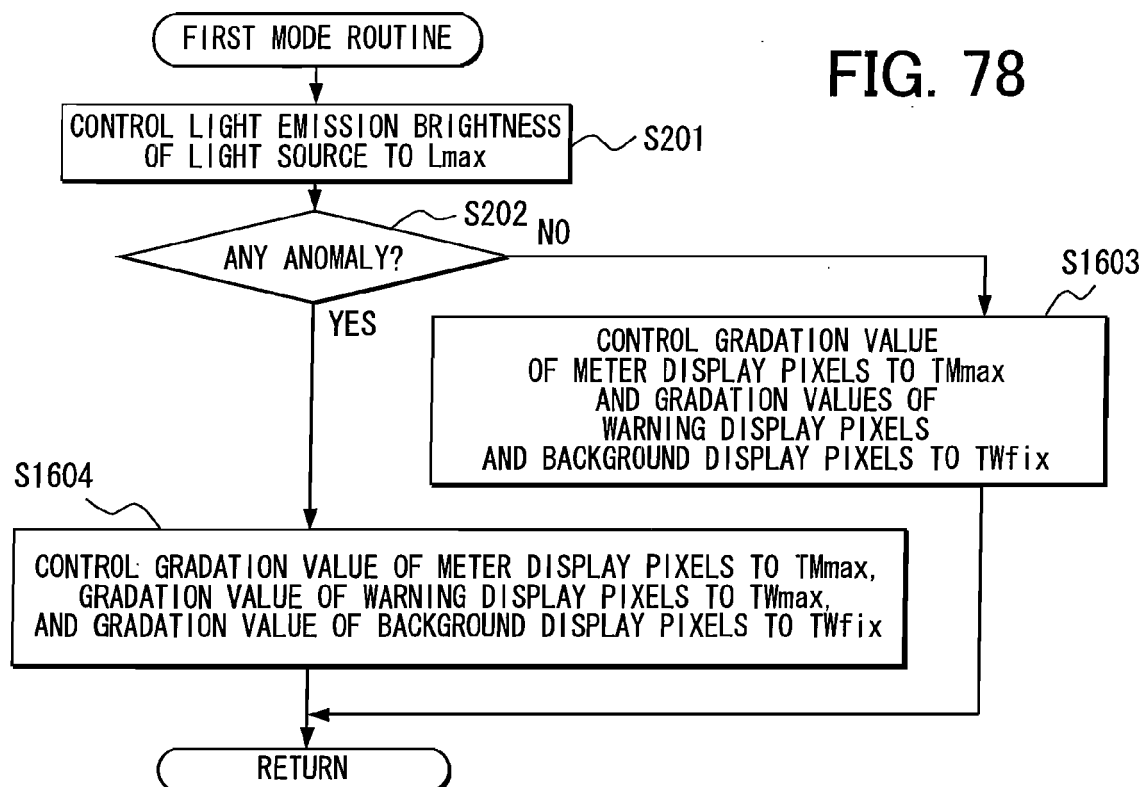 FIRST MODE ROUTINE
FIG. 78
CONTROL LIGHT EMISSION BRIGHTNESS
OF LIGHT SOURCE TO Lmax
S201
S202
ANY ANOMALY?
NO
YES
S1603
CONTROL GRADATION VALUE
OF METER DISPLAY PIXELS TO TMmax
AND GRADATION VALUES OF
WARNING DISPLAY PIXELS
AND BACKGROUND DISPLAY PIXELS TO TWfix
S1604
CONTROL GRADATION VALUE OF METER DISPLAY PIXELS TO TMmax,
GRADATION VALUE OF WARNING DISPLAY PIXELS TO TWmax,
AND GRADATION VALUE OF BACKGROUND DISPLAY PIXELS TO TWfix
RETURN